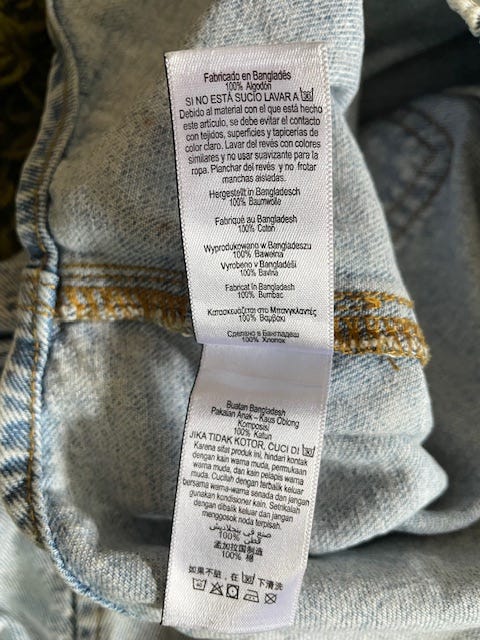 Fabricado en Bangladés
100% Algodón
SI NO ESTÁ SUCIO LAVAR A
Debido al material con el que está hecho
este artículo, se debe evitar el contacto
con tejidos, superficies y tapicerías de
color claro. Lavar del revés con colores
similares y no usar suavizante para la
ropa. Planchar del revés y no frotar
manchas aisladas.
Hergestellt in Bangladesch
100% Baumwolle
Fabriqué au Bangladesh
100% Coton
Wyprodukowano w Bangladeszu
100% Bawełna
Vyrobeno v Bangladéši
100% Bavlna
Fabricat în Bangladesh
100% Bumbac
Κατασκευάζεται στο Μπανγκλαντές
100% Βαμβάκι
Сделано в Бангладеш
100% Хлопок
Buatan Bangladesh
Pakaian Anak - Kaus Oblong
Komposisi
100% Katun
JIKA TIDAK KOTOR, CUCI DI
Karena sifat produk ini, hindari kontak
dengan kain warna muda, permukaan
warna muda, dan kain pelapis warna
muda. Cucilah dengan terbalik keluar
bersama warna-warna senada dan jangan
gunakan kondisioner kain. Setrikalah
dengan dibalik keluar dan jangan
menggosok noda terpisah.
صنع في بنجلاديش
100% قطن
孟加拉国制造
100% 棉
如果不脏，在 下清洗